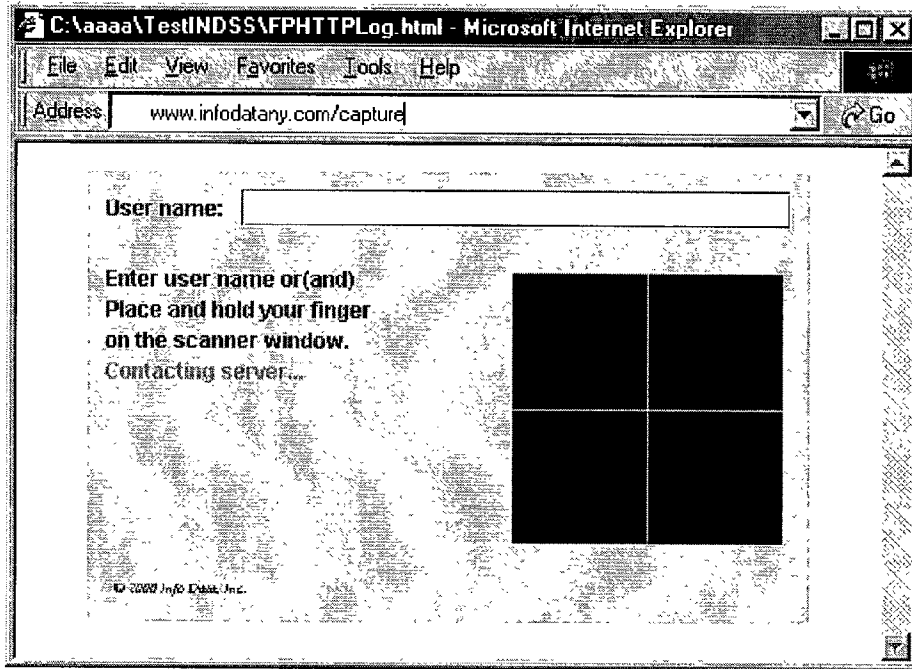 C:\aaaa\TestINDSS\FPHTTPLog.html - Microsoft Internet Explorer
File Edit View Favorites Tools Help
Address www.infodatany.com/capture Go
User name:
Enter user name or(and)
Place and hold your finger
on the scanner window.
Contacting server...
© 2000 Info Data, Inc.